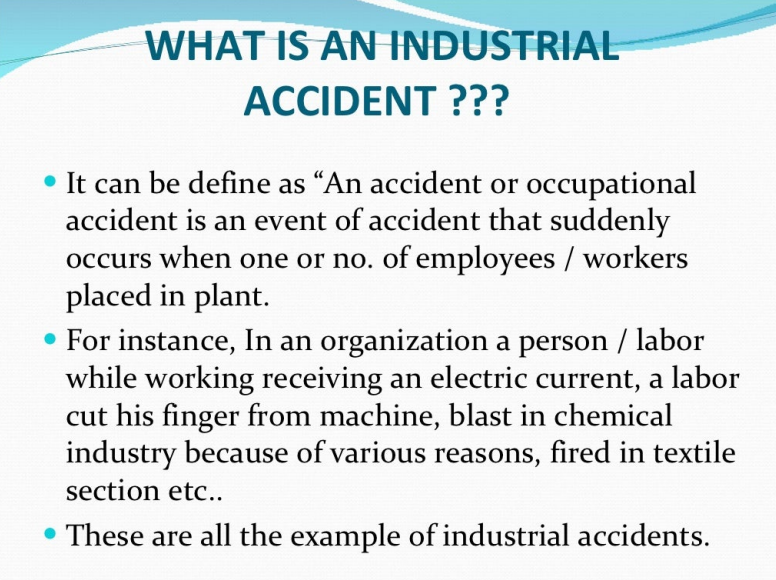 WHAT IS AN INDUSTRIAL
ACCIDENT ???
• It can be define as “An accident or occupational
accident is an event of accident that suddenly
occurs when one or no. of employees / workers
placed in plant.
• For instance, In an organization a person / labor
while working receiving an electric current, a labor
cut his finger from machine, blast in chemical
industry because of various reasons, fired in textile
section etc..
• These are all the example of industrial accidents.